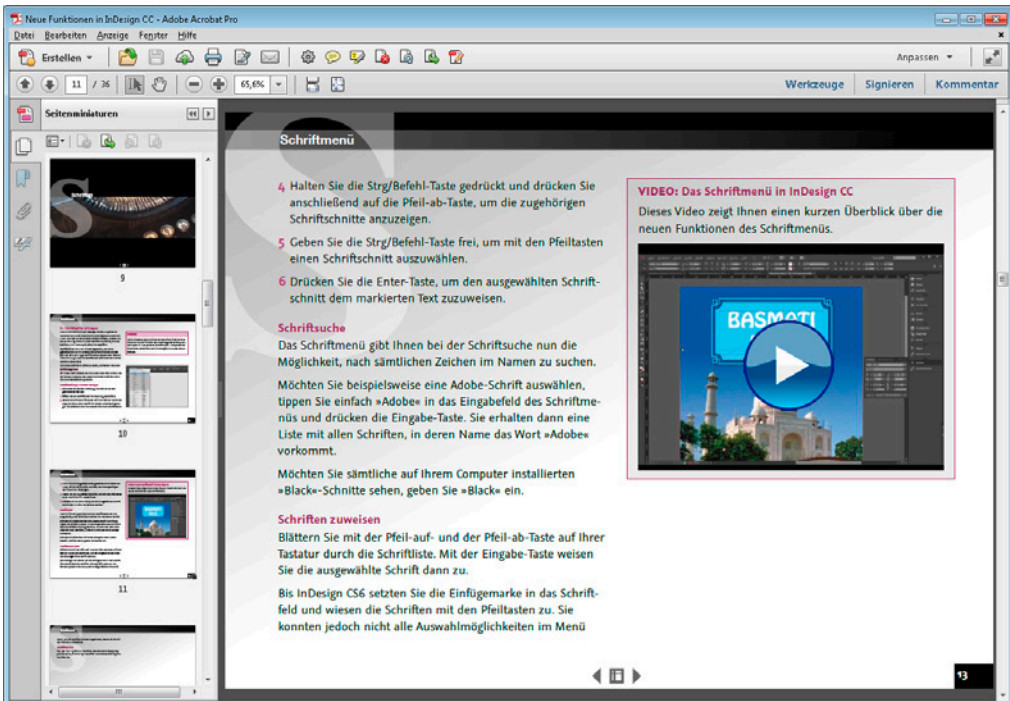 Neue Funktionen in InDesign CC - Adobe Acrobat Pro
Datei Bearbeiten Anzeige Fenster Hilfe
Erstellen
Anpassen
11 / 36
65,6%
Werkzeuge Signieren Kommentar
Seitenminiaturen
9
10
11
S
Schriftmenü
4 Halten Sie die Strg/Befehl-Taste gedrückt und drücken Sie
anschließend auf die Pfeil-ab-Taste, um die zugehörigen
Schriftschnitte anzuzeigen.
5 Geben Sie die Strg/Befehl-Taste frei, um mit den Pfeiltasten
einen Schriftschnitt auszuwählen.
6 Drücken Sie die Enter-Taste, um den ausgewählten Schrift-
schnitt dem markierten Text zuzuweisen.
Schriftsuche
Das Schriftmenü gibt Ihnen bei der Schriftsuche nun die
Möglichkeit, nach sämtlichen Zeichen im Namen zu suchen.
Möchten Sie beispielsweise eine Adobe-Schrift auswählen,
tippen Sie einfach »Adobe« in das Eingabefeld des Schriftme-
nüs und drücken die Eingabe-Taste. Sie erhalten dann eine
Liste mit allen Schriften, in deren Name das Wort »Adobe«
vorkommt.
Möchten Sie sämtliche auf Ihrem Computer installierten
»Black«-Schnitte sehen, geben Sie »Black« ein.
Schriften zuweisen
Blättern Sie mit der Pfeil-auf- und der Pfeil-ab-Taste auf Ihrer
Tastatur durch die Schriftliste. Mit der Eingabe-Taste weisen
Sie die ausgewählte Schrift dann zu.
Bis InDesign CS6 setzten Sie die Einfügemarke in das Schrift-
feld und wiesen die Schriften mit den Pfeiltasten zu. Sie
konnten jedoch nicht alle Auswahlmöglichkeiten im Menü
VIDEO: Das Schriftmenü in InDesign CC
Dieses Video zeigt Ihnen einen kurzen Überblick über die
neuen Funktionen des Schriftmenüs.
BASMATI
13